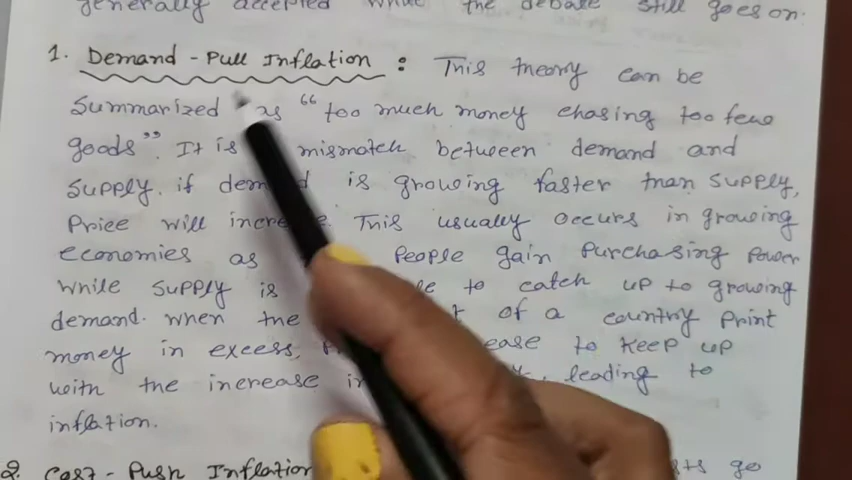 generally accepted while the debate still goes on.
1. Demand - Pull Inflation : This theory can be
Summarized as "too much money chasing too few
goods". It is mismatch between demand and
supply. if demand is growing faster than supply,
Price will increase. This usually occurs in growing
economies as People gain Purchasing Power
while supply is to catch up to growing
demand. when the of a country Print
money in excess, to keep up
with the increase in leading to
inflation.
2. Cost - Push Inflation go